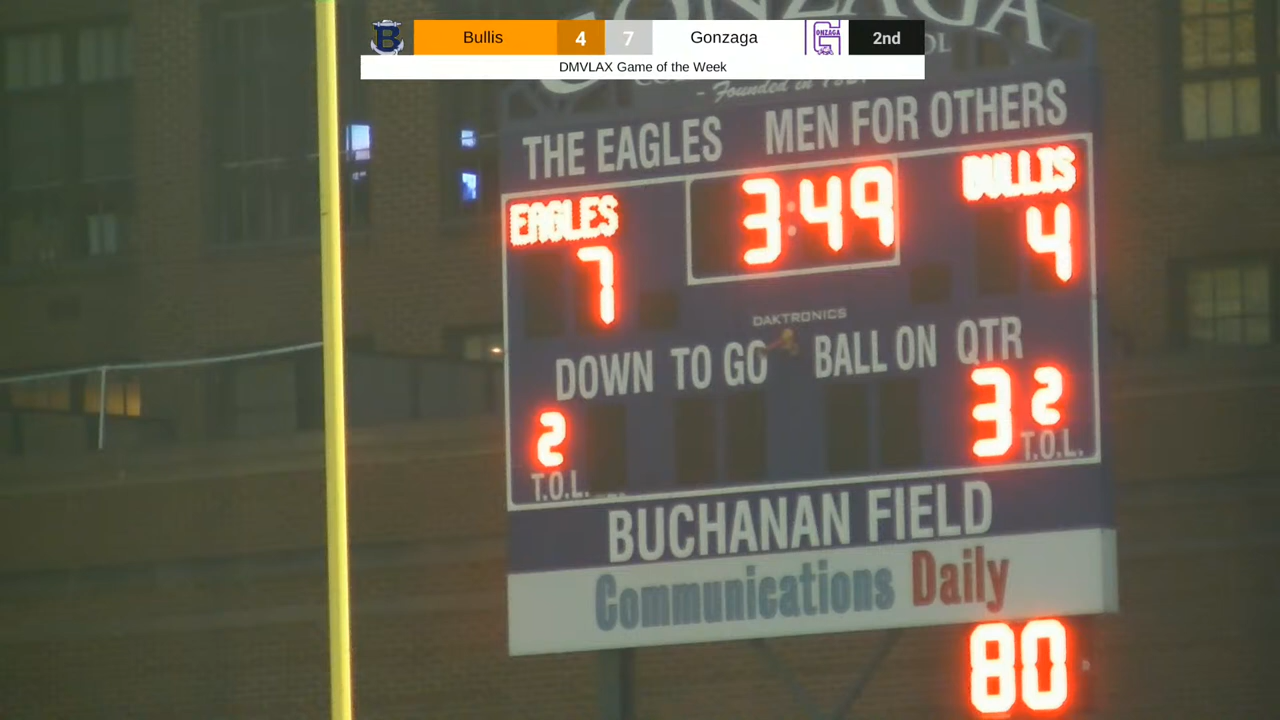 B Bullis 4 7 Gonzaga GONZAGA 2nd
DMVLAX Game of the Week
GONZAGA
- Founded in
THE EAGLES MEN FOR OTHERS
EAGLES 3:49 BULLIS
7 4
DAKTRONICS
DOWN TO GO BALL ON QTR
2 3 2
T.O.L. T.O.L.
BUCHANAN FIELD
Communications Daily
80